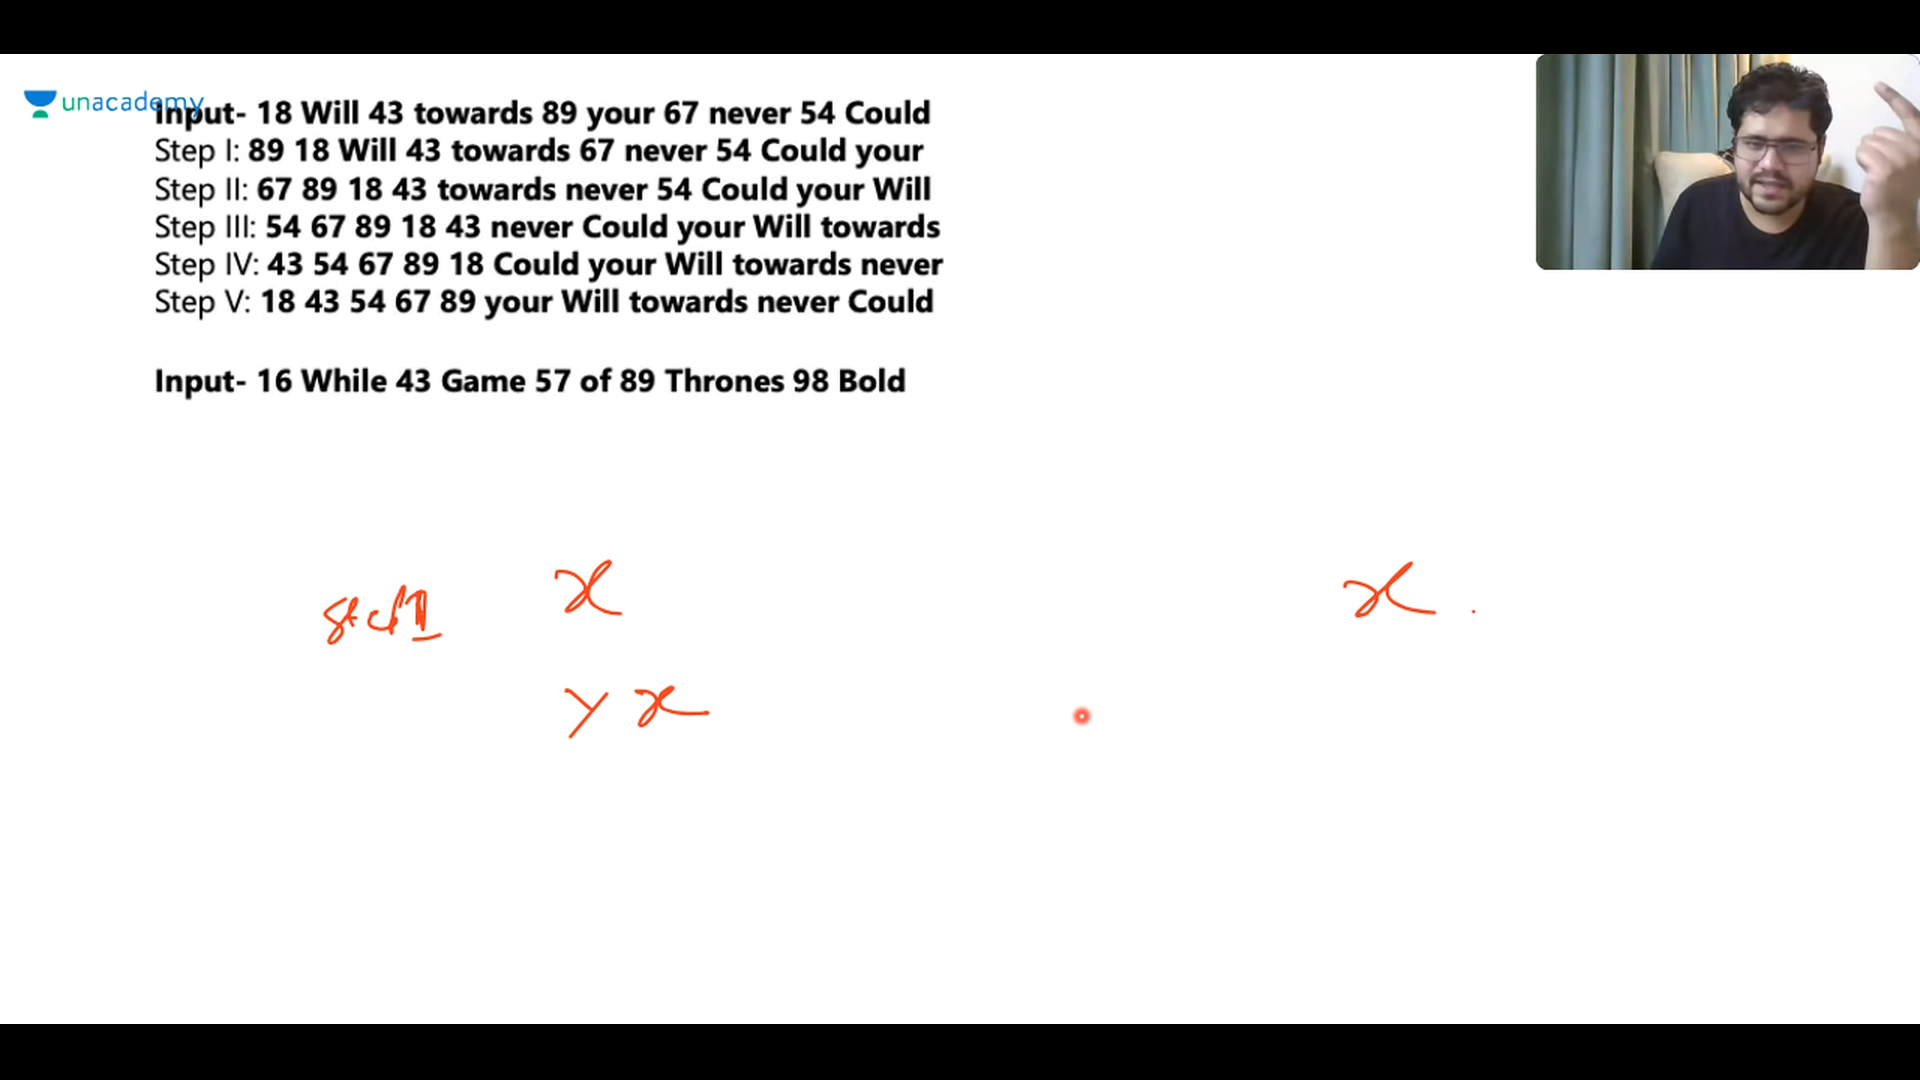 unacademy
Input- 18 Will 43 towards 89 your 67 never 54 Could
Step I: 89 18 Will 43 towards 67 never 54 Could your
Step II: 67 89 18 43 towards never 54 Could your Will
Step III: 54 67 89 18 43 never Could your Will towards
Step IV: 43 54 67 89 18 Could your Will towards never
Step V: 18 43 54 67 89 your Will towards never Could
Input- 16 While 43 Game 57 of 89 Thrones 98 Bold
x x
y x